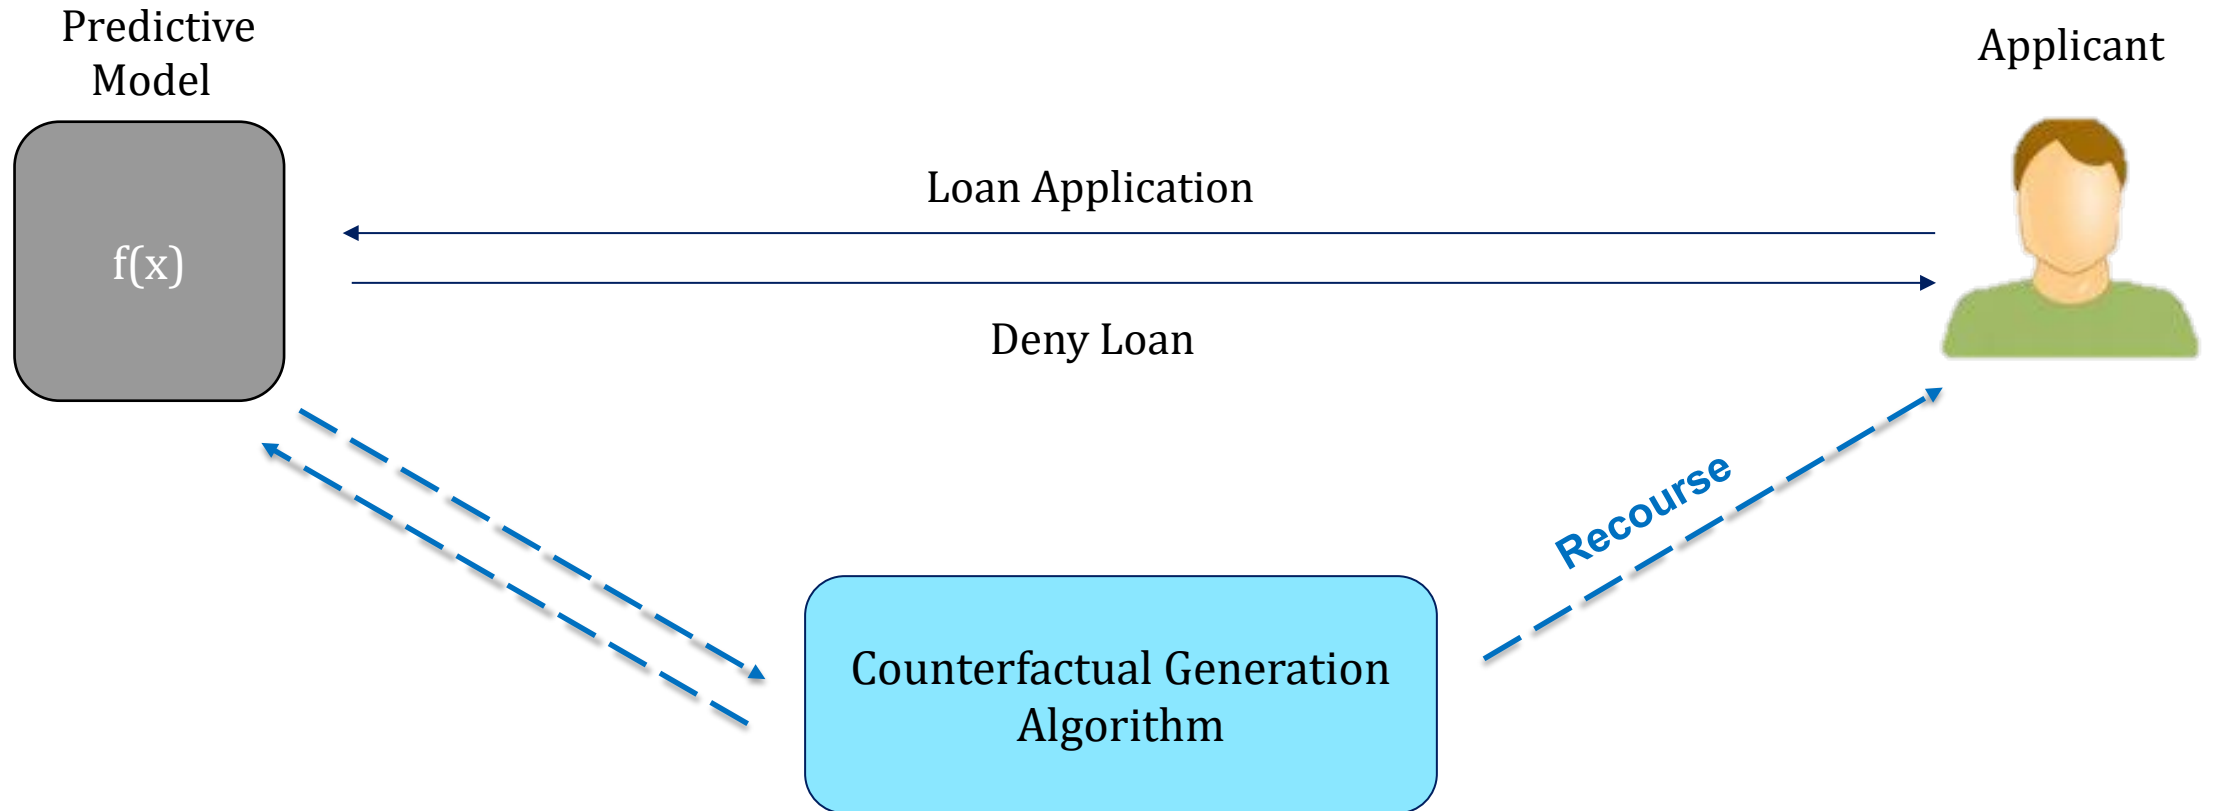 Predictive
Model
Applicant
Loan Application
f(x)
Deny Loan
Recourse
Counterfactual Generation
Algorithm